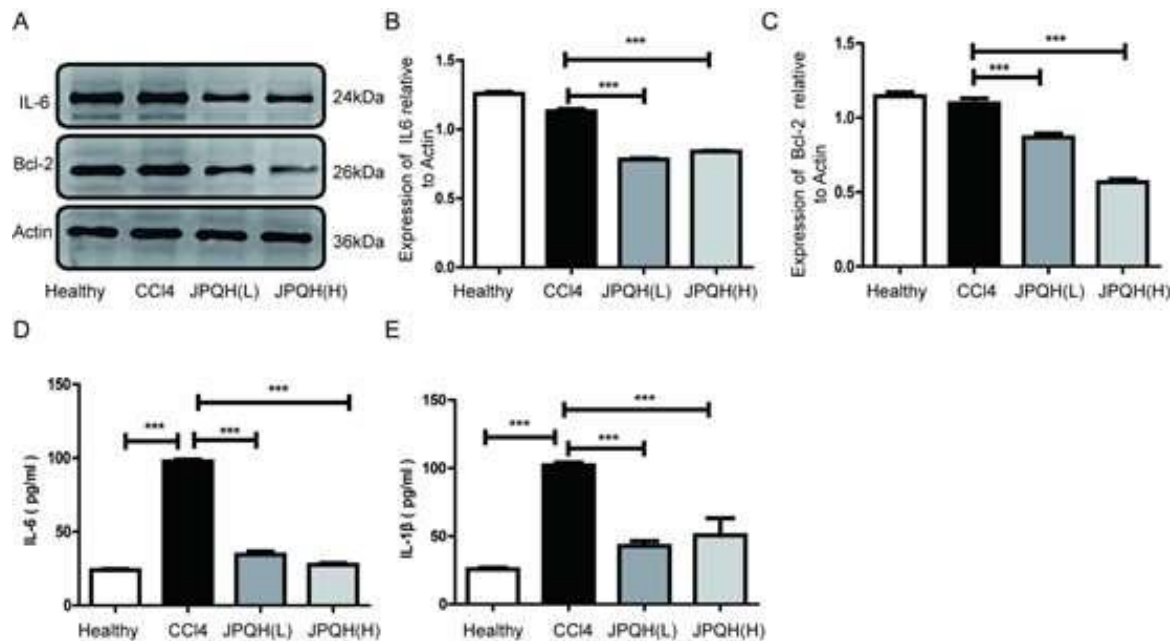 A
IL-6
24kDa
Bcl-2
26kDa
Actin
36kDa
Healthy CCl4 JPQH(L) JPQH(H)
B
Expression of IL6 relative
to Actin
1.5
1.0
0.5
0.0
***
***
Healthy CCl4 JPQH(L) JPQH(H)
C
Expression of Bcl-2 relative
to Actin
1.5
1.0
0.5
0.0
***
***
Healthy CCl4 JPQH(L) JPQH(H)
D
IL-6 ( pg/ml )
150
100
50
0
***
***
***
Healthy CCl4 JPQH(L) JPQH(H)
E
IL-1β ( pg/ml )
150
100
50
0
***
***
***
Healthy CCl4 JPQH(L) JPQH(H)